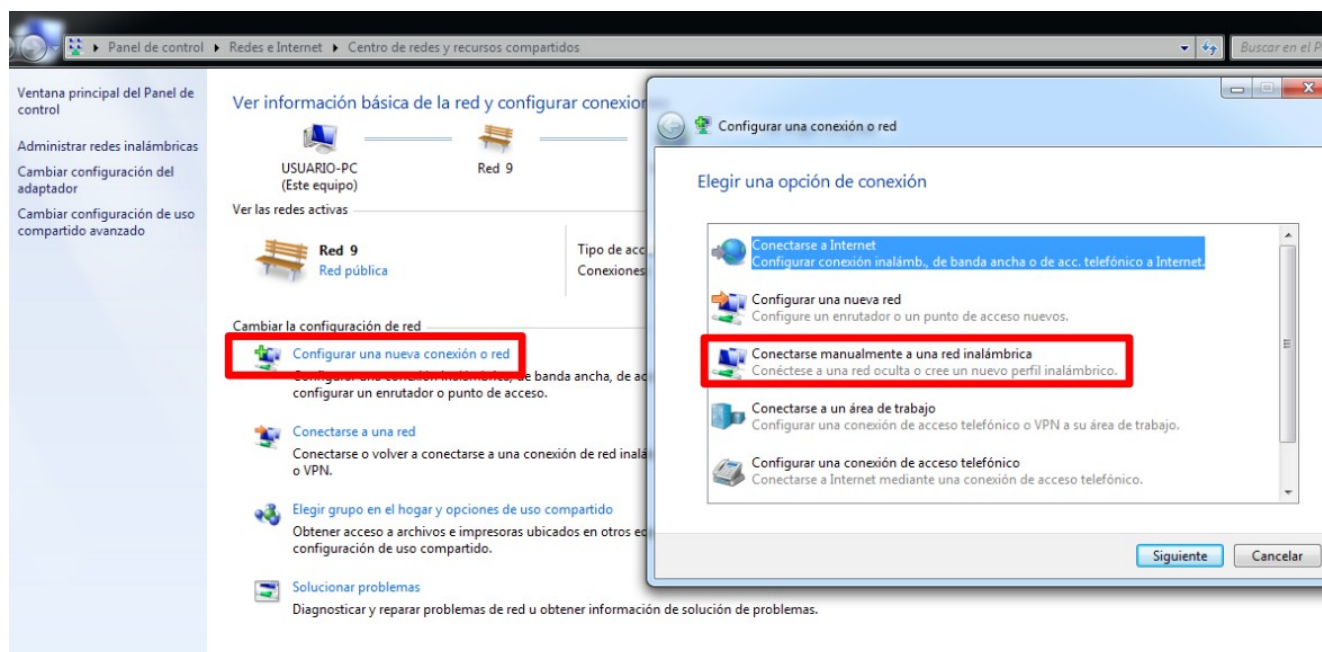 Panel de control ▸ Redes e Internet ▸ Centro de redes y recursos compartidos
Buscar en el P
Ventana principal del Panel de
control
Administrar redes inalámbricas
Cambiar configuración del
adaptador
Cambiar configuración de uso
compartido avanzado
Ver información básica de la red y configurar conexion
USUARIO-PC
(Este equipo)
Red 9
Ver las redes activas
Red 9
Red pública
Tipo de acc
Conexiones
Cambiar la configuración de red
Configurar una nueva conexión o red
Configurar una conexión inalámbrica, de banda ancha, de ac
configurar un enrutador o punto de acceso.
Conectarse a una red
Conectarse o volver a conectarse a una conexión de red inalá
o VPN.
Elegir grupo en el hogar y opciones de uso compartido
Obtener acceso a archivos e impresoras ubicados en otros eq
configuración de uso compartido.
Solucionar problemas
Diagnosticar y reparar problemas de red u obtener información de solución de problemas.
Configurar una conexión o red
Elegir una opción de conexión
Conectarse a Internet
Configurar conexión inalámb., de banda ancha o de acc. telefónico a Internet.
Configurar una nueva red
Configure un enrutador o un punto de acceso nuevos.
Conectarse manualmente a una red inalámbrica
Conéctese a una red oculta o cree un nuevo perfil inalámbrico.
Conectarse a un área de trabajo
Configurar una conexión de acceso telefónico o VPN a su área de trabajo.
Configurar una conexión de acceso telefónico
Conectarse a Internet mediante una conexión de acceso telefónico.
Siguiente
Cancelar